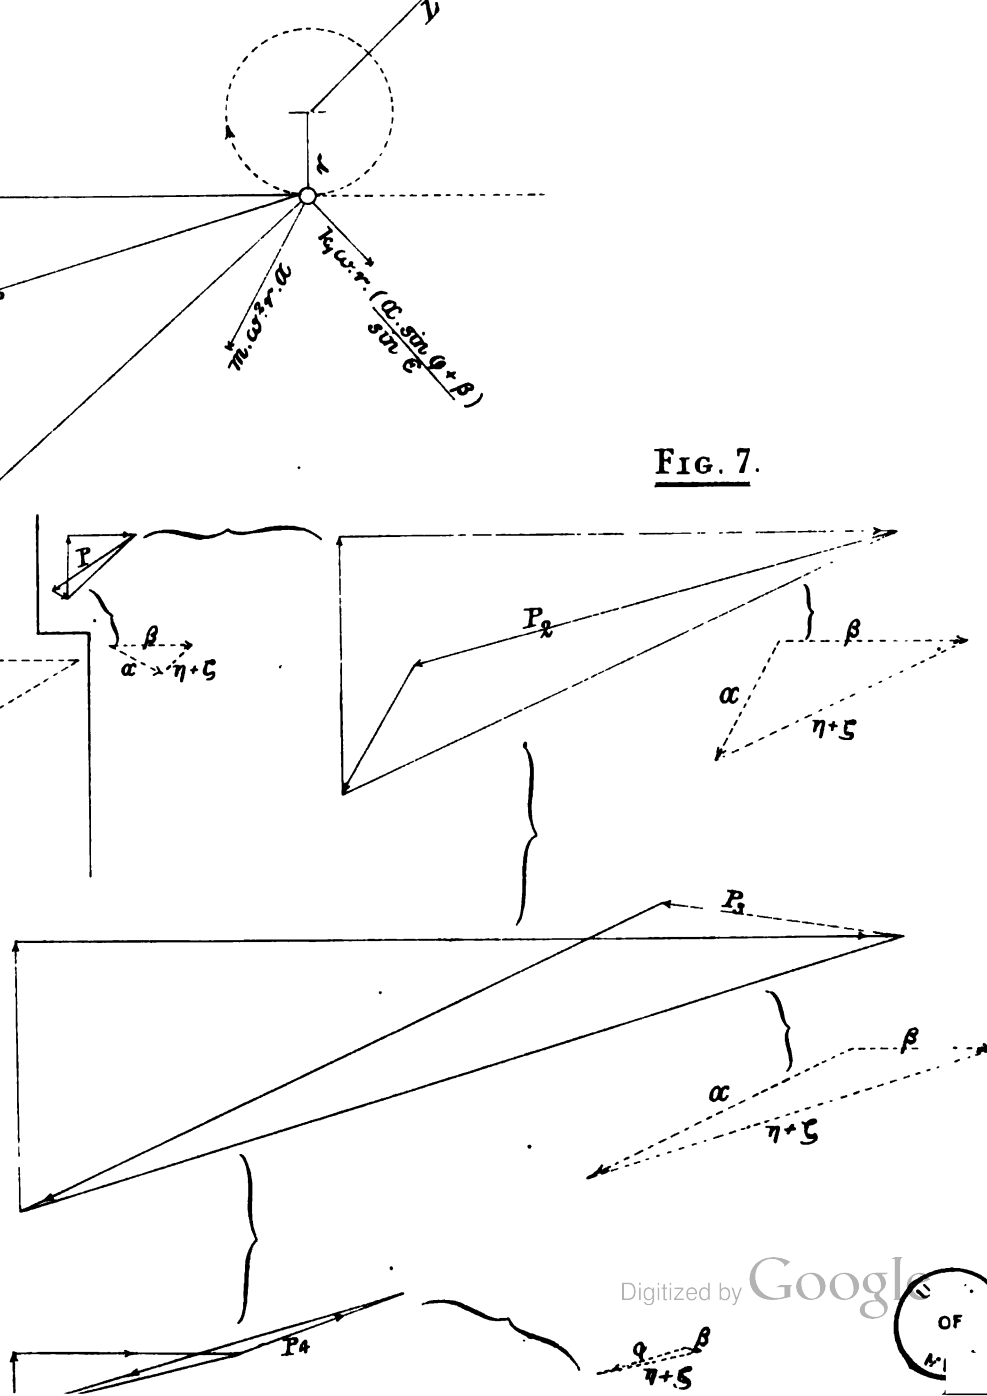 L
r
k₁ω.r.(α.sin φ + β)
sin ε
m.ω².r.α
FIG. 7.
P
β
α η+ζ
P₂
β
α
η+ζ
P₃
β
α
η+ζ
Digitized by Google
OF
P₄
β
η+ζ